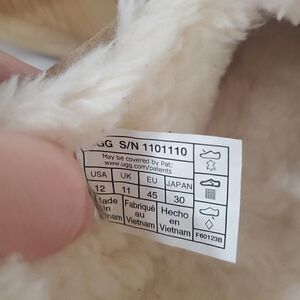 UGG S/N 1101110
May be covered by Pat:
www.ugg.com/patents
USA UK EU JAPAN
12 11 45 30
Made in Vietnam
Fabriqué au Vietnam
Hecho en Vietnam
F60123B